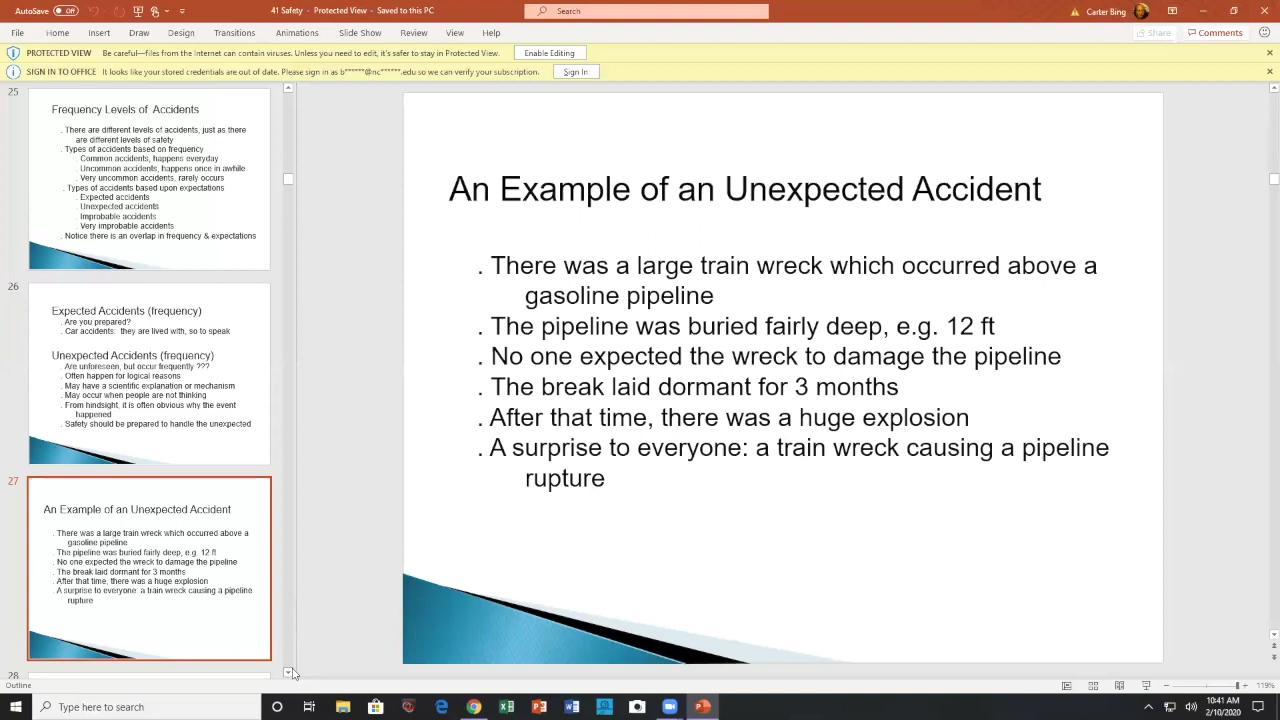 AutoSave Off 41 Safety - Protected View - Saved to this PC Search Carter Bing
File Home Insert Draw Design Transitions Animations Slide Show Review View Help Share Comments
PROTECTED VIEW Be careful—files from the Internet can contain viruses. Unless you need to edit, it's safer to stay in Protected View. Enable Editing
SIGN IN TO OFFICE It looks like your stored credentials are out of date. Please sign in as b******@nc******.edu so we can verify your subscription. Sign In
25
Frequency Levels of Accidents
. There are different levels of accidents, just as there
are different levels of safety
. Types of accidents based on frequency
. Common accidents, happens everyday
. Uncommon accidents, happens once in awhile
. Very uncommon accidents, rarely occurs
. Types of accidents based upon expectations
. Expected accidents
. Unexpected accidents
. Improbable accidents
. Very improbable accidents
. Notice there is an overlap in frequency & expectations
26
Expected Accidents (frequency)
. Are you prepared?
. Car accidents: they are lived with, so to speak
Unexpected Accidents (frequency)
. Are unforeseen, but occur frequently ???
. Often happen for logical reasons
. May have a scientific explanation or mechanism
. May occur when people are not thinking
. From hindsight, it is often obvious why the event
happened
. Safety should be prepared to handle the unexpected
27
An Example of an Unexpected Accident
. There was a large train wreck which occurred above a
gasoline pipeline
. The pipeline was buried fairly deep, e.g. 12 ft
. No one expected the wreck to damage the pipeline
. The break laid dormant for 3 months
. After that time, there was a huge explosion
. A surprise to everyone: a train wreck causing a pipeline
rupture
28
An Example of an Unexpected Accident
. There was a large train wreck which occurred above a
gasoline pipeline
. The pipeline was buried fairly deep, e.g. 12 ft
. No one expected the wreck to damage the pipeline
. The break laid dormant for 3 months
. After that time, there was a huge explosion
. A surprise to everyone: a train wreck causing a pipeline
rupture
Outline 119%
Type here to search
10:41 AM
2/10/2020